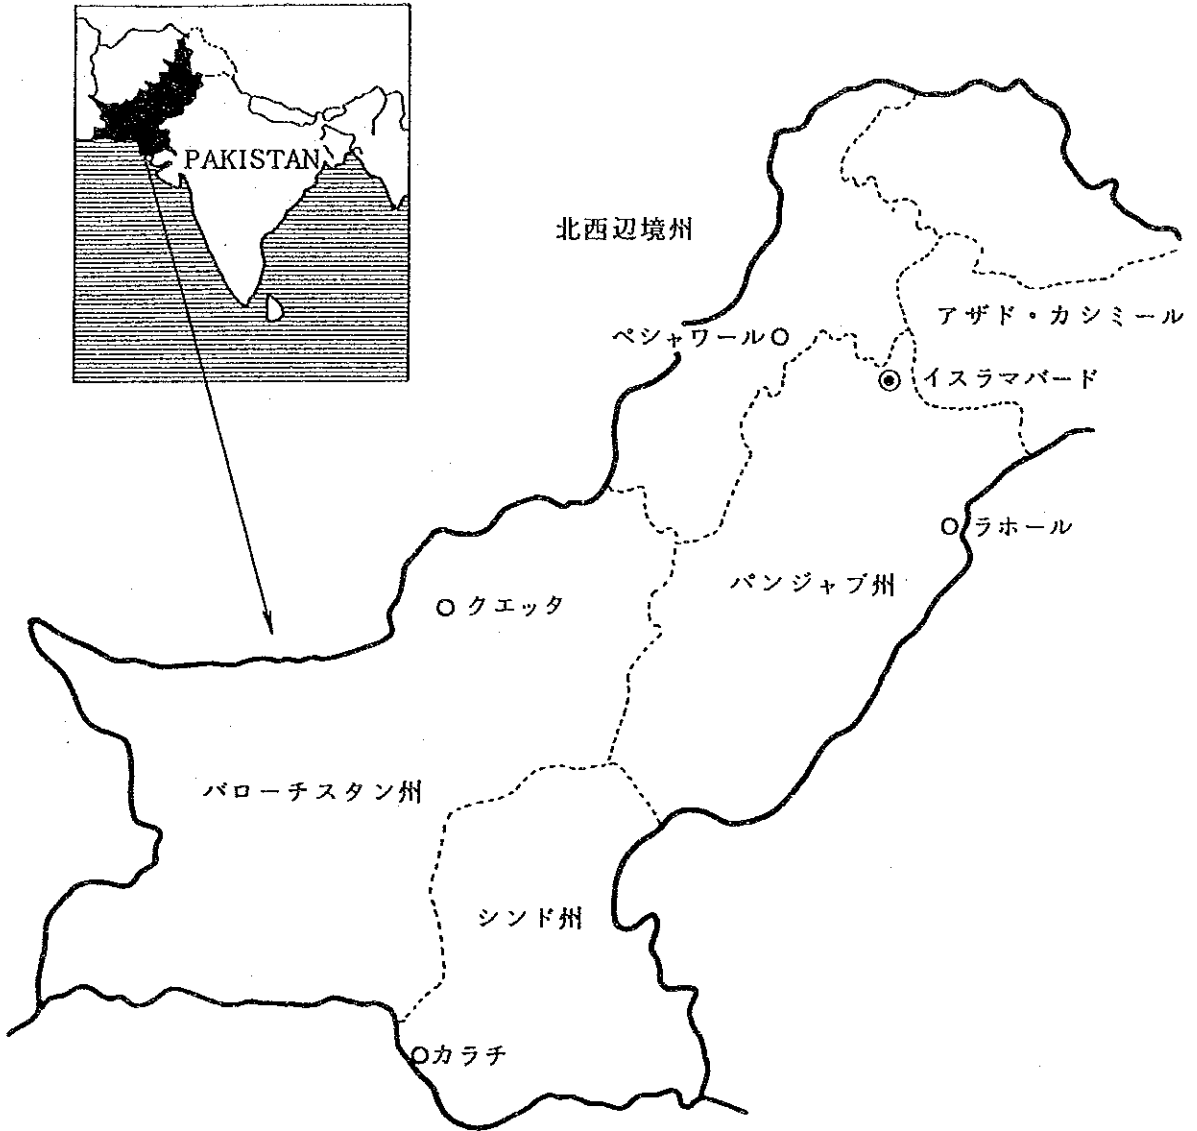 PAKISTAN
北西辺境州
アザド・カシミール
ペシャワール
イスラマバード
ラホール
パンジャブ州
クエッタ
バローチスタン州
シンド州
カラチ